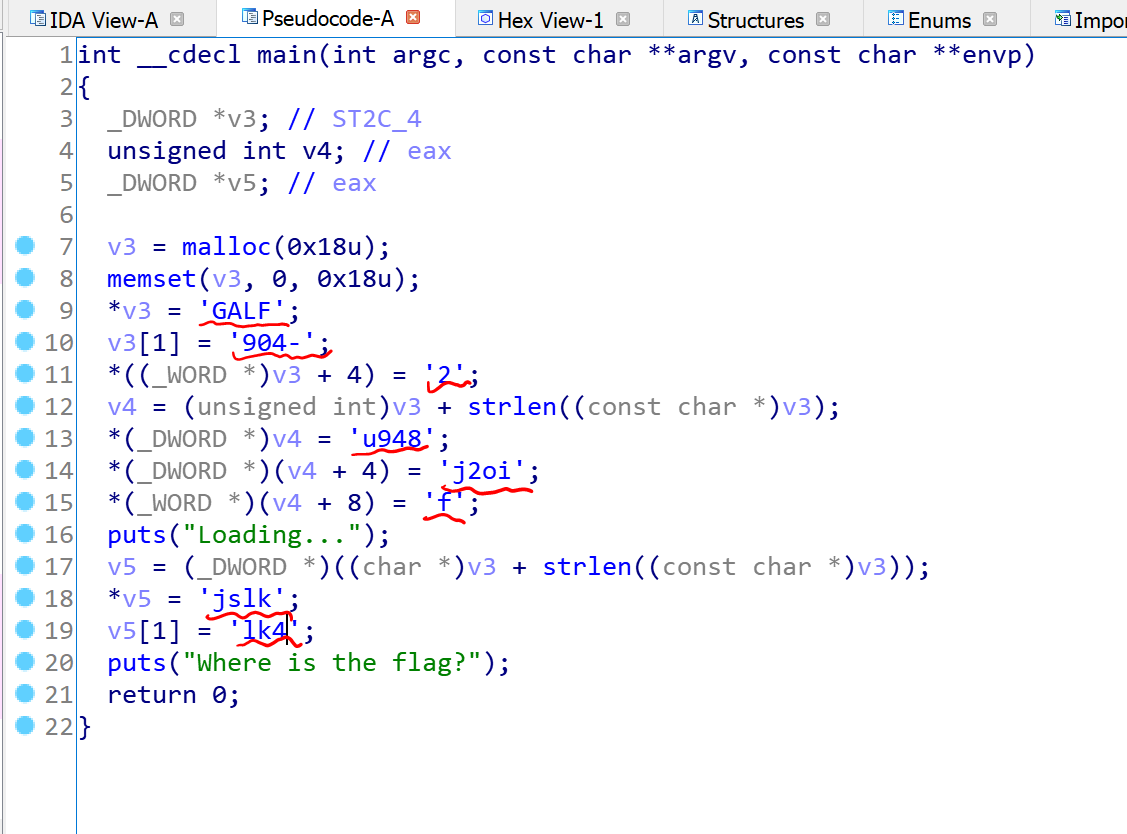 IDA View-A Pseudocode-A Hex View-1 Structures Enums Impor
1 int __cdecl main(int argc, const char **argv, const char **envp)
2 {
3 _DWORD *v3; // ST2C_4
4 unsigned int v4; // eax
5 _DWORD *v5; // eax
6
7 v3 = malloc(0x18u);
8 memset(v3, 0, 0x18u);
9 *v3 = 'GALF';
10 v3[1] = '904-';
11 *((_WORD *)v3 + 4) = '2';
12 v4 = (unsigned int)v3 + strlen((const char *)v3);
13 *(_DWORD *)v4 = 'u948';
14 *(_DWORD *)(v4 + 4) = 'j2oi';
15 *(_WORD *)(v4 + 8) = 'f';
16 puts("Loading...");
17 v5 = (_DWORD *)((char *)v3 + strlen((const char *)v3));
18 *v5 = 'jslk';
19 v5[1] = 'lk4';
20 puts("Where is the flag?");
21 return 0;
22 }